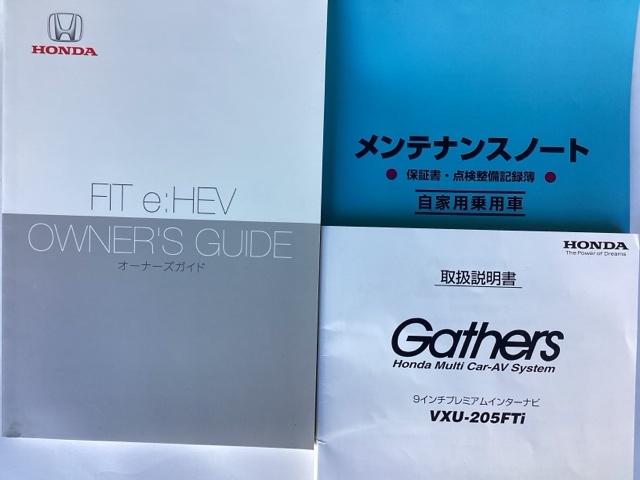 HONDA
FIT e:HEV
OWNER'S GUIDE
オーナーズガイド
メンテナンスノート
● 保証書・点検整備記録簿 ●
自家用乗用車
HONDA
The Power of Dreams
取扱説明書
Gathers
Honda Multi Car-AV System
9インチプレミアムインターナビ
VXU-205FTi